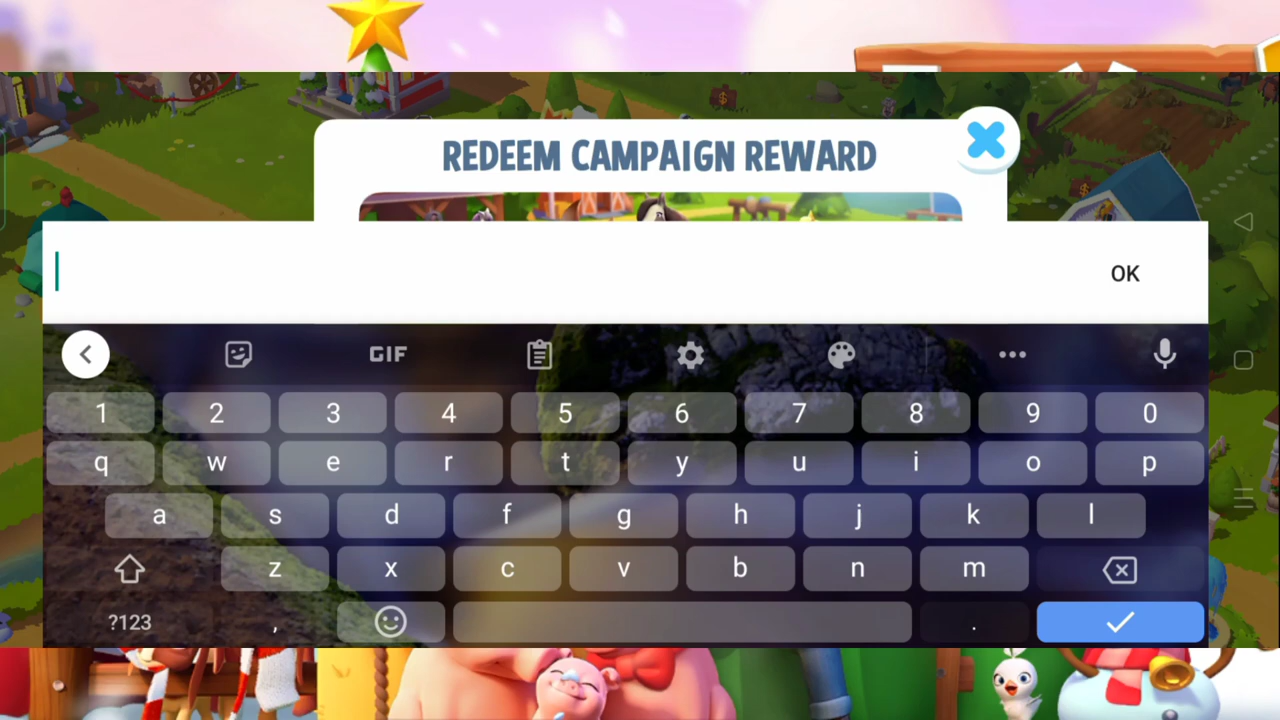 REDEEM CAMPAIGN REWARD
OK
GIF
1 2 3 4 5 6 7 8 9 0
q w e r t y u i o p
a s d f g h j k l
z x c v b n m
?123 , .